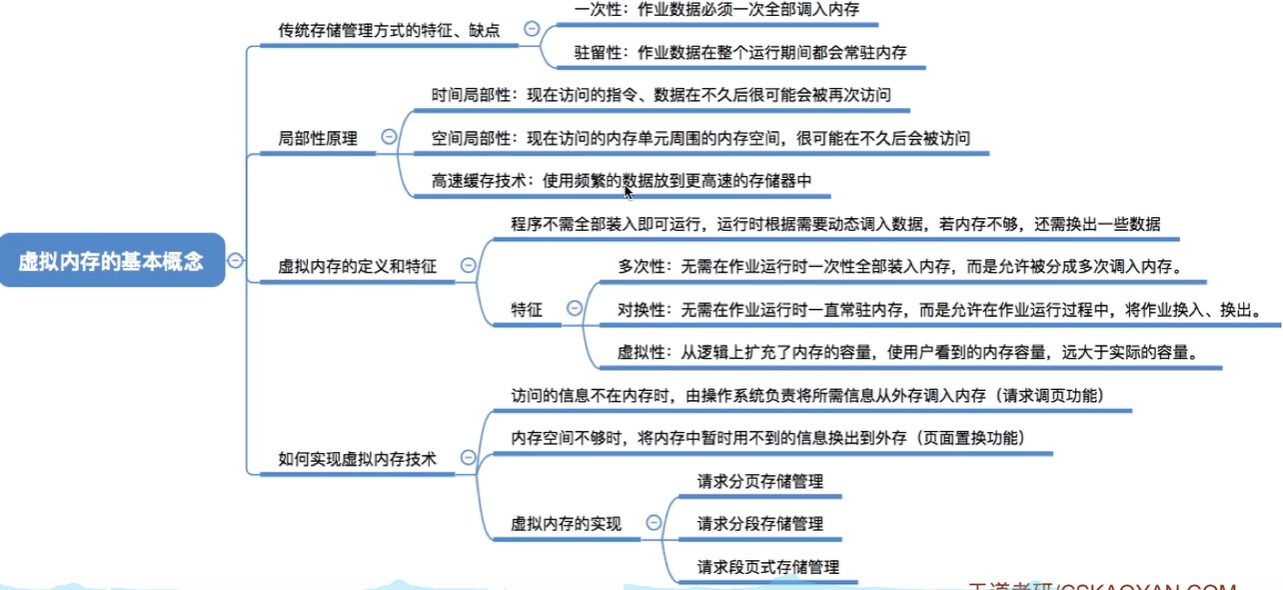 传统存储管理方式的特征、缺点
一次性：作业数据必须一次全部调入内存
驻留性：作业数据在整个运行期间都会常驻内存
局部性原理
时间局部性：现在访问的指令、数据在不久后很可能会被再次访问
空间局部性：现在访问的内存单元周围的内存空间，很可能在不久后会被访问
高速缓存技术：使用频繁的数据放到更高速的存储器中
虚拟内存的基本概念
虚拟内存的定义和特征
程序不需全部装入即可运行，运行时根据需要动态调入数据，若内存不够，还需换出一些数据
特征
多次性：无需在作业运行时一次性全部装入内存，而是允许被分成多次调入内存。
对换性：无需在作业运行时一直常驻内存，而是允许在作业运行过程中，将作业换入、换出。
虚拟性：从逻辑上扩充了内存的容量，使用户看到的内存容量，远大于实际的容量。
如何实现虚拟内存技术
访问的信息不在内存时，由操作系统负责将所需信息从外存调入内存（请求调页功能）
内存空间不够时，将内存中暂时用不到的信息换出到外存（页面置换功能）
虚拟内存的实现
请求分页存储管理
请求分段存储管理
请求段页式存储管理
王道考研/CSKAOYAN.COM